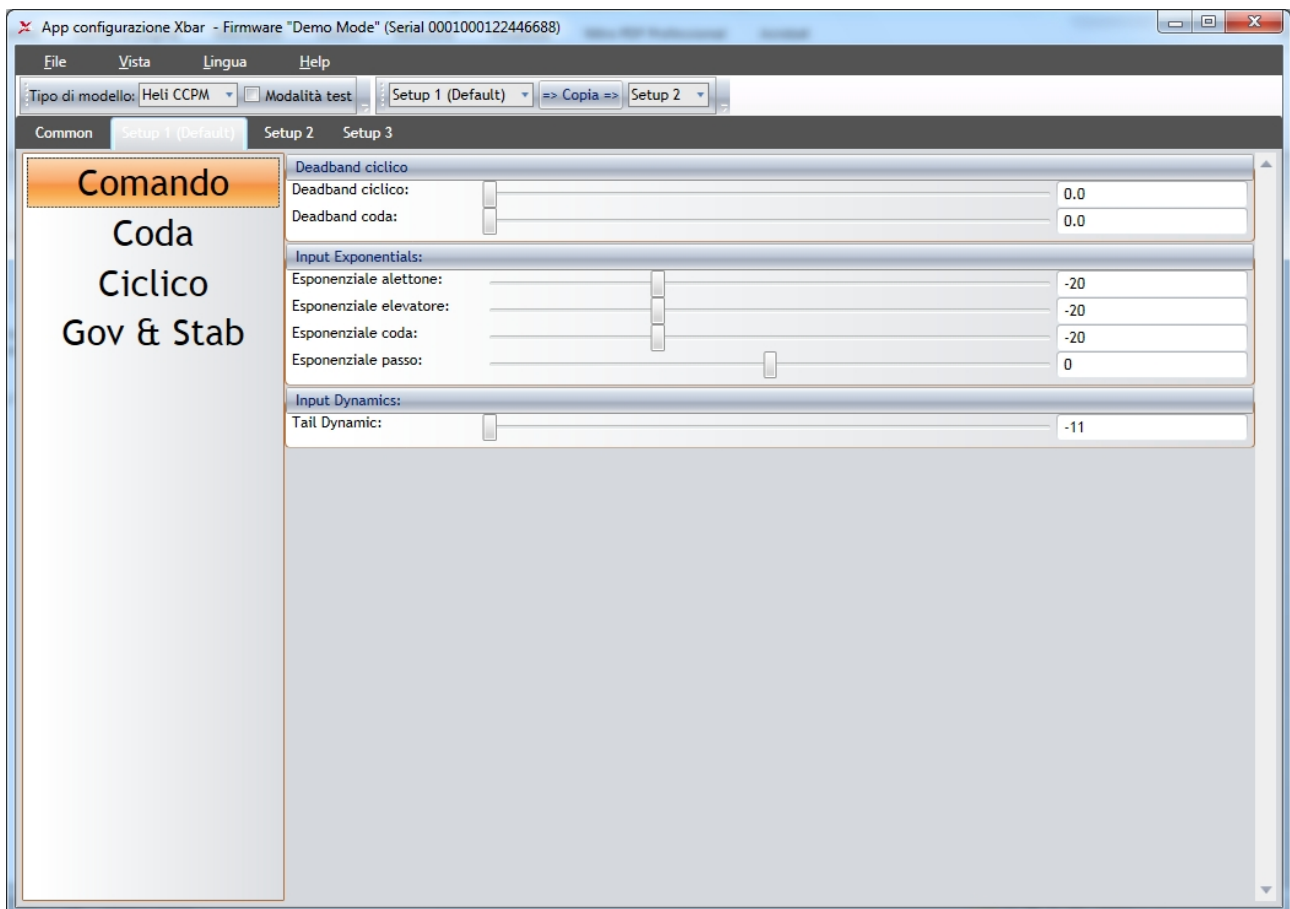 App configurazione Xbar - Firmware "Demo Mode" (Serial 0001000122446688)
File Vista Lingua Help
Tipo di modello: Heli CCPM Modalità test Setup 1 (Default) => Copia => Setup 2
Common Setup 1 (Default) Setup 2 Setup 3
Comando
Coda
Ciclico
Gov & Stab
Deadband ciclico
Deadband ciclico: 0.0
Deadband coda: 0.0
Input Exponentials:
Esponenziale alettone: -20
Esponenziale elevatore: -20
Esponenziale coda: -20
Esponenziale passo: 0
Input Dynamics:
Tail Dynamic: -11